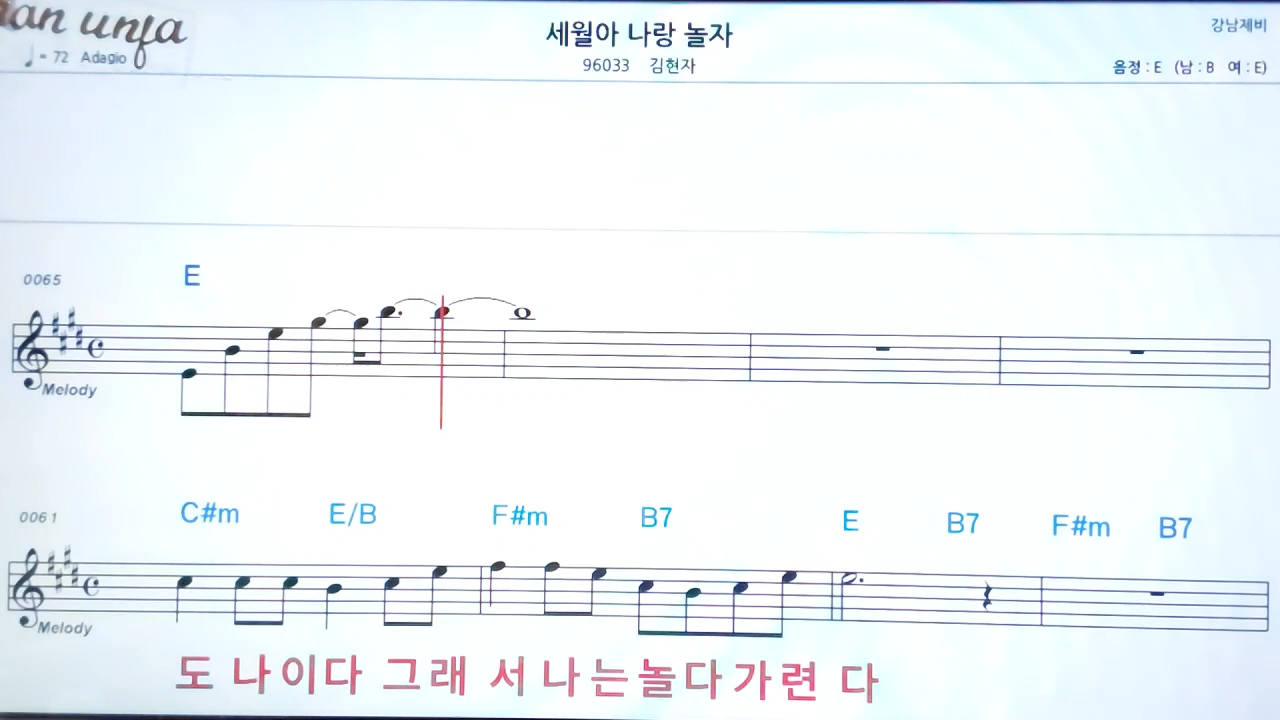 세월아 나랑 놀자
강남제비
♩ = 72 Adagio
96033 김현자
음정 : E (남 : B 여 : E)
0065 E
Melody
0061 C#m E/B F#m B7 E B7 F#m B7
Melody
도 나이다 그래 서 나는놀다가련 다